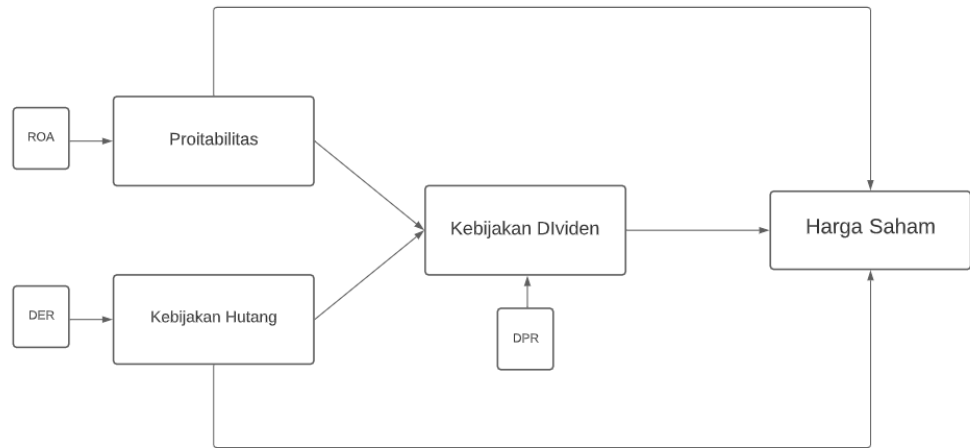 ROA
Proitabilitas
Kebijakan DIviden
Harga Saham
DER
Kebijakan Hutang
DPR